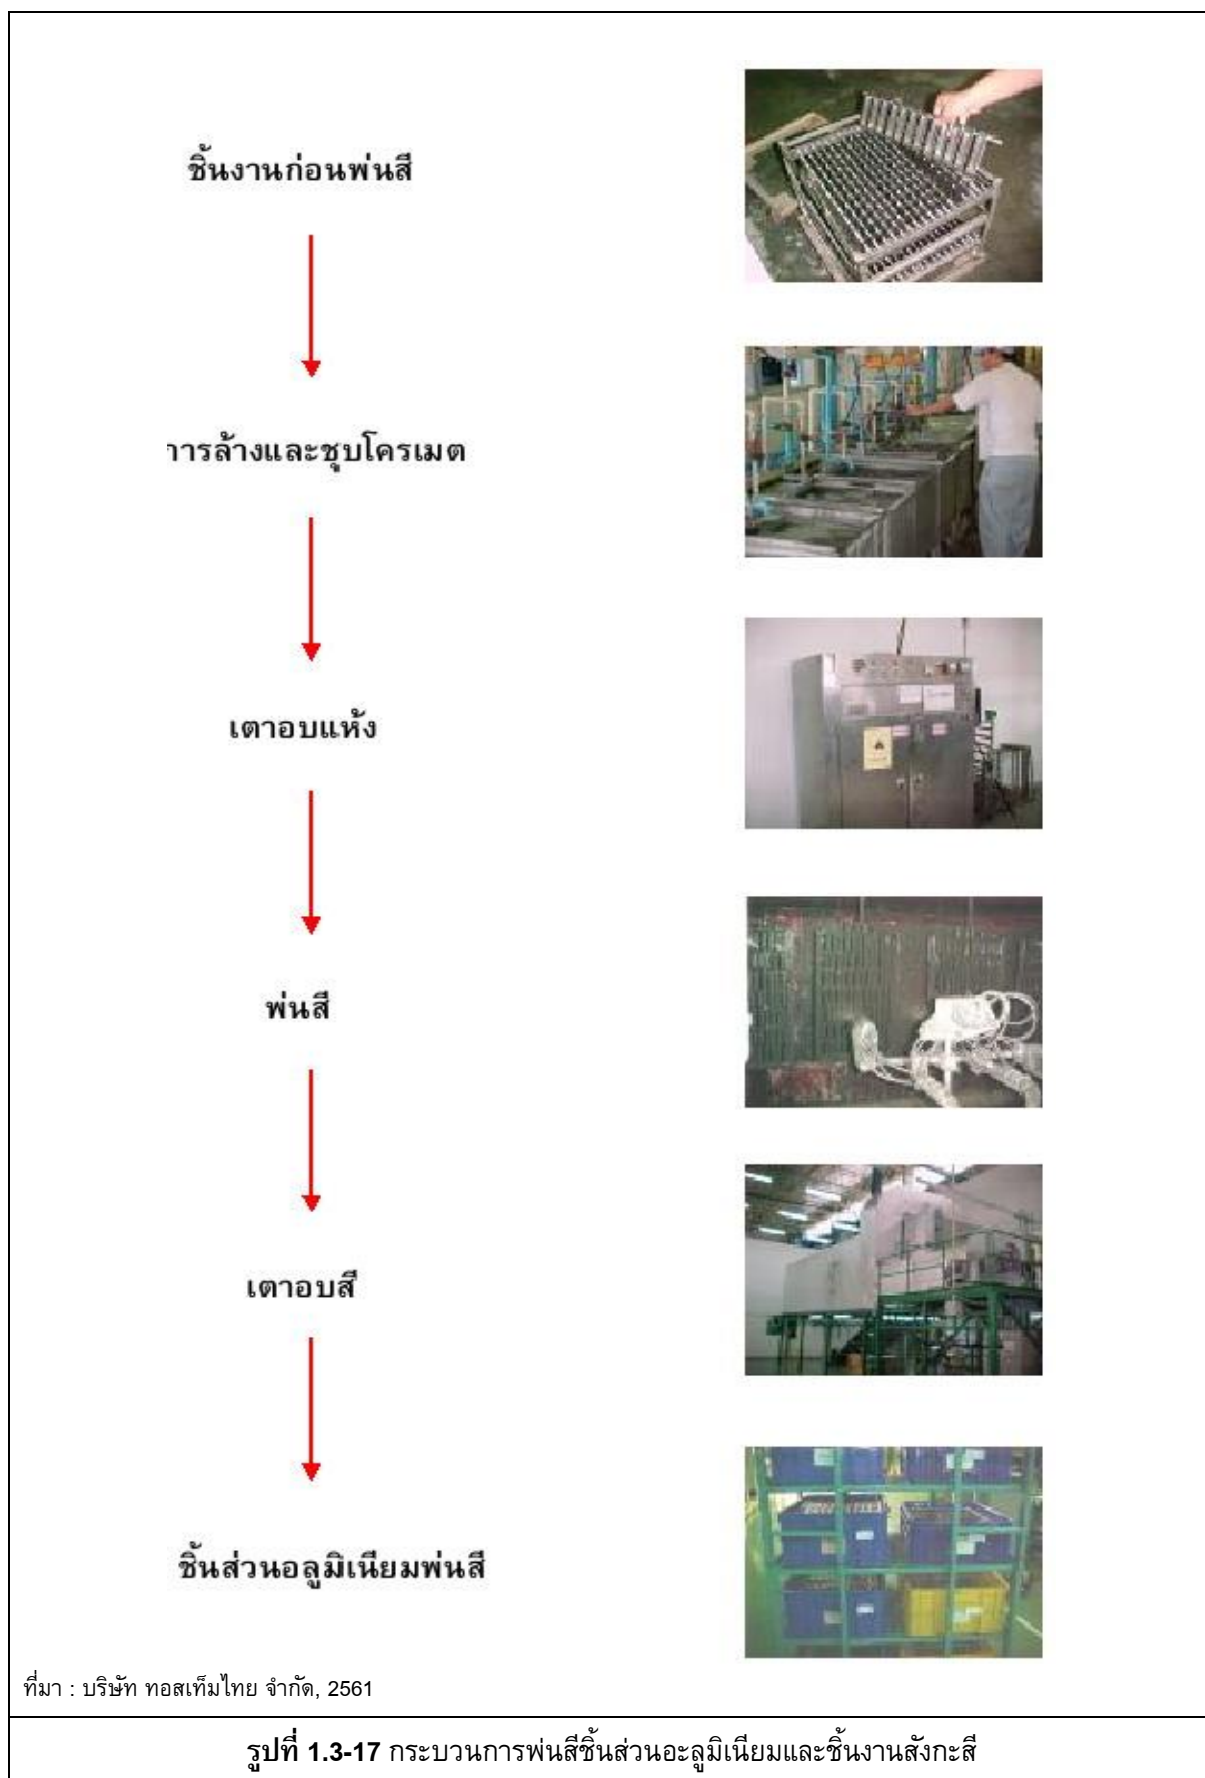 ชิ้นงานก่อนพ่นสี
การล้างและชุบโครเมต
เตาอบแห้ง
พ่นสี
เตาอบสี
ชิ้นส่วนอลูมิเนียมพ่นสี
ที่มา : บริษัท ทอสเท็มไทย จำกัด, 2561
รูปที่ 1.3-17 กระบวนการพ่นสีชิ้นส่วนอะลูมิเนียมและชิ้นงานสังกะสี